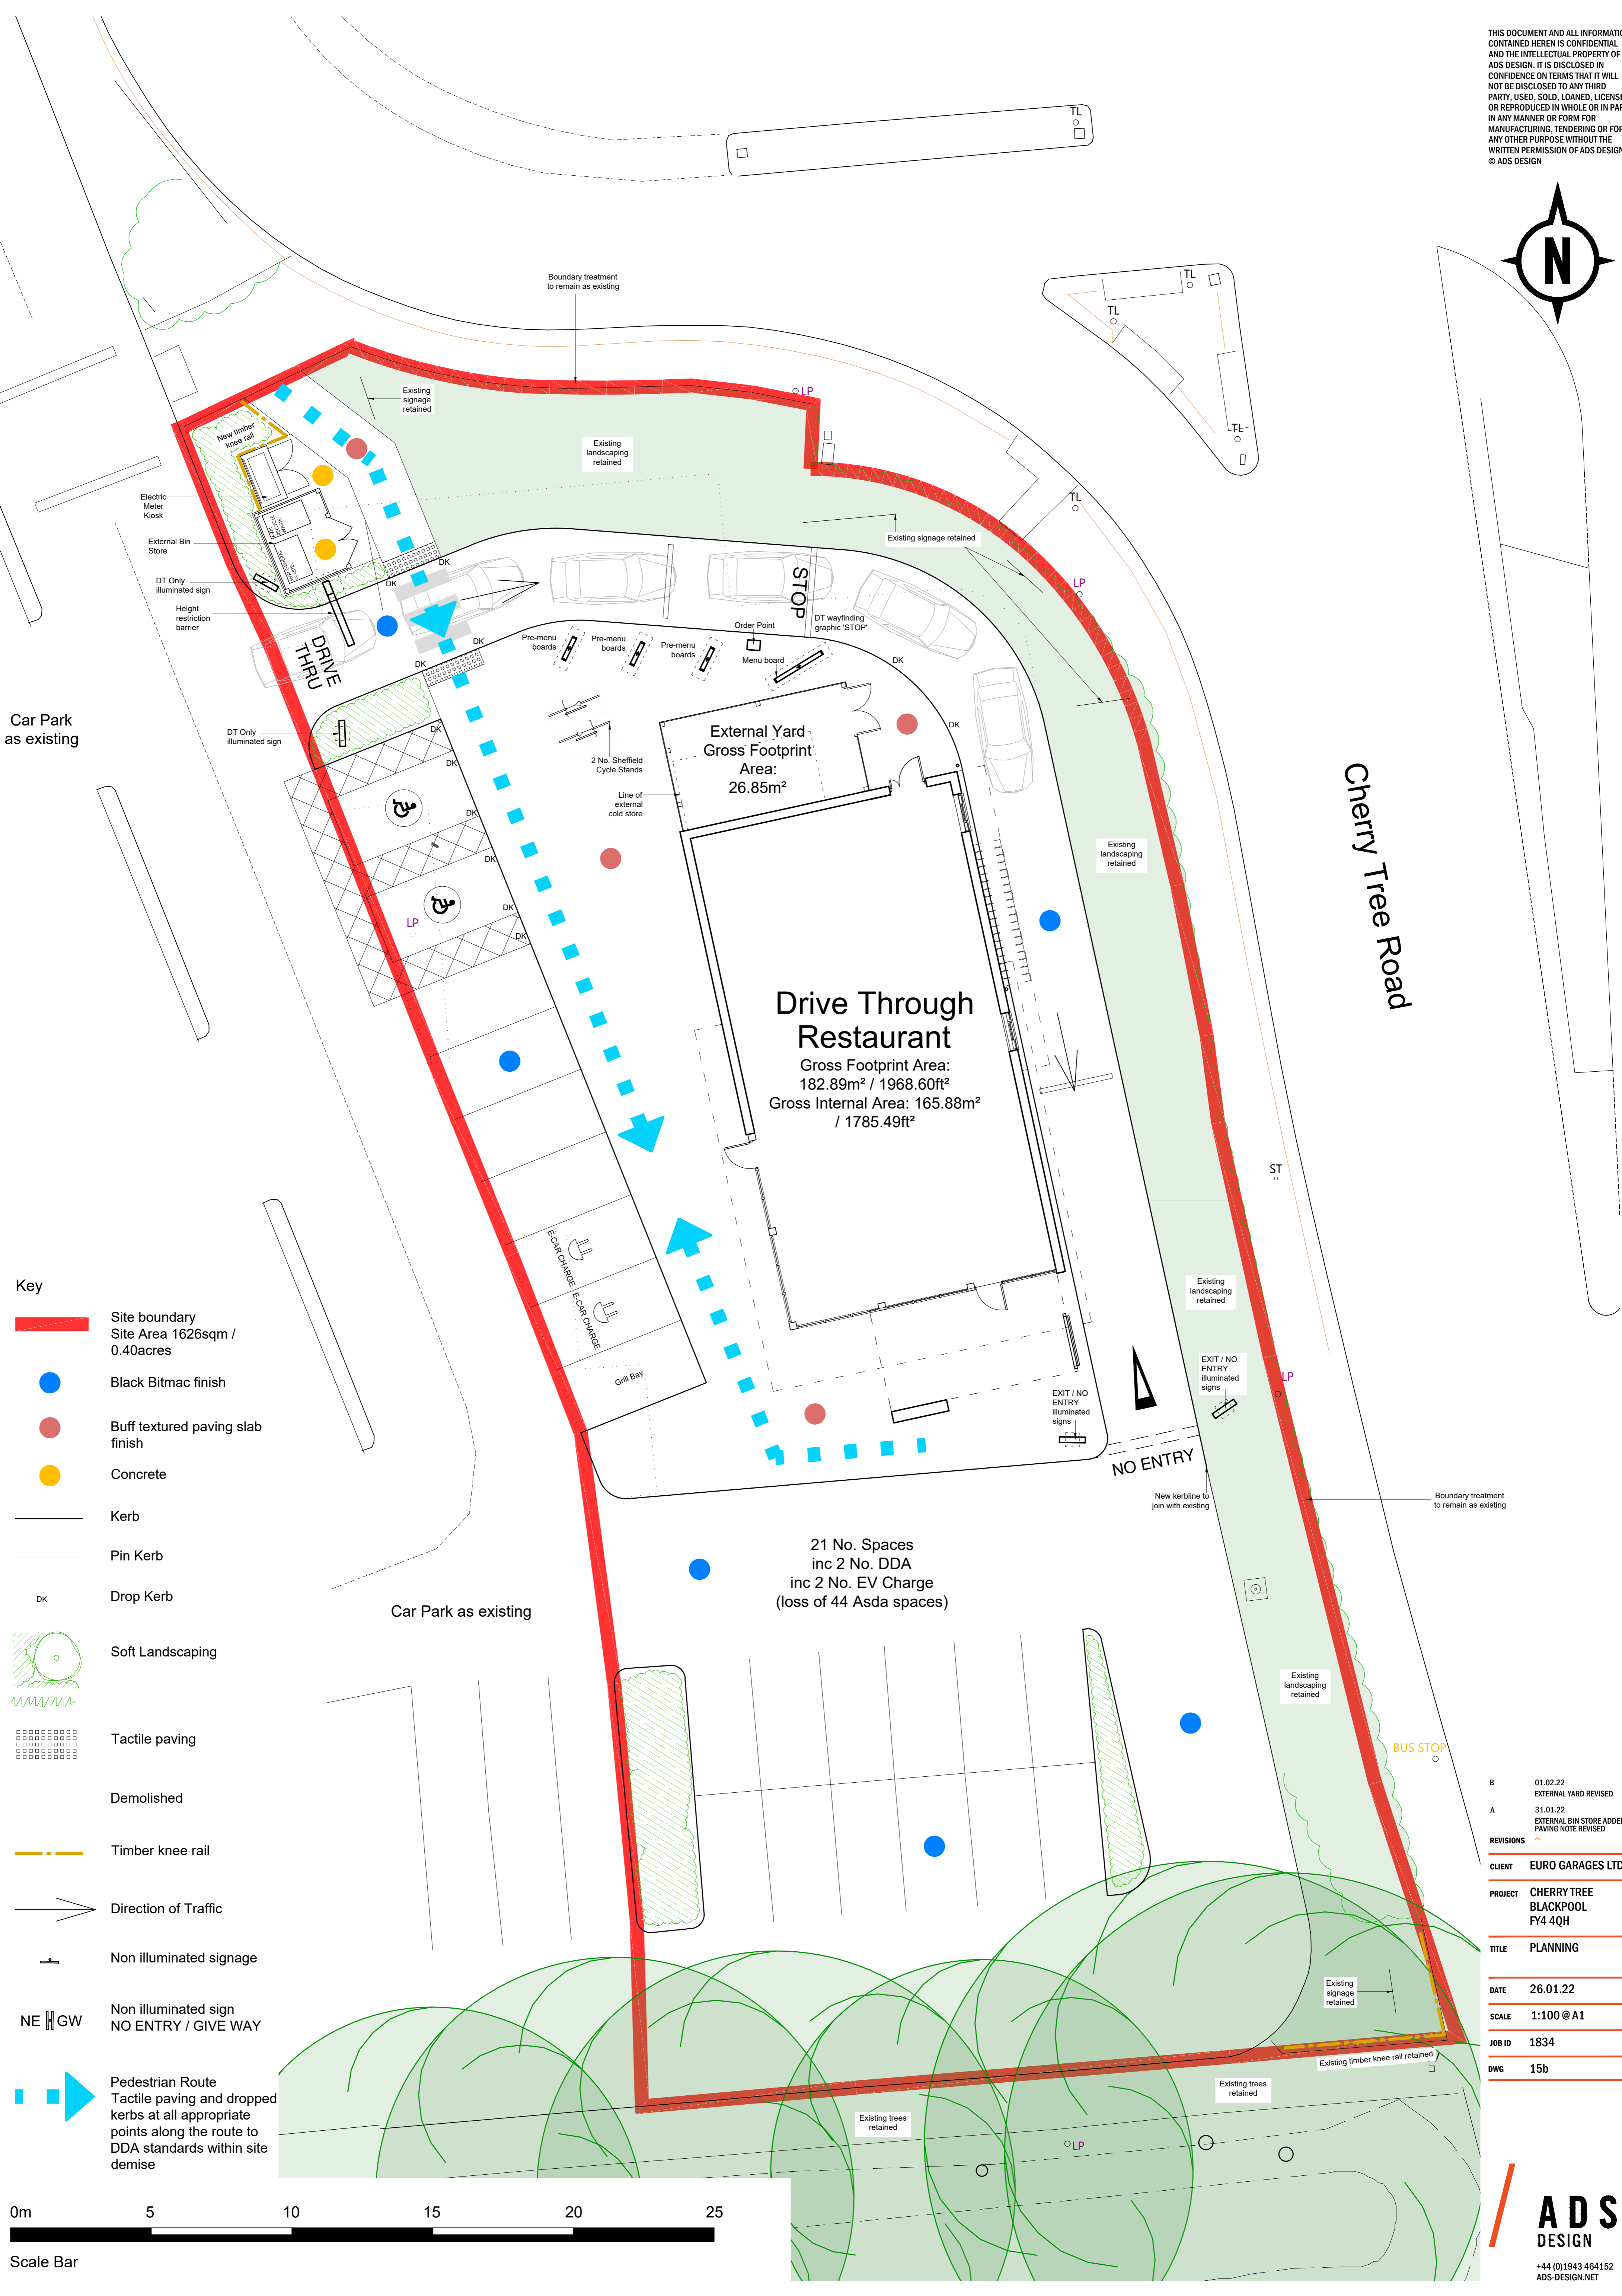 THIS DOCUMENT AND ALL INFORMATIO
CONTAINED HEREN IS CONFIDENTIAL
AND THE INTELLECTUAL PROPERTY OF
ADS DESIGN. IT IS DISCLOSED IN
CONFIDENCE ON TERMS THAT IT WILL
NOT BE DISCLOSED TO ANY THIRD
PARTY, USED, SOLD, LOANED, LICENSE
OR REPRODUCED IN WHOLE OR IN PAR
IN ANY MANNER OR FORM FOR
MANUFACTURING, TENDERING OR FOR
ANY OTHER PURPOSE WITHOUT THE
WRITTEN PERMISSION OF ADS DESIGN
© ADS DESIGN
N
TL
TL
TL
TL
TL
Boundary treatment
to remain as existing
LP
Existing
signage
retained
Existing
landscaping
retained
New timber
knee rail
Electric
Meter
Kiosk
External Bin
Store
DT Only
illuminated sign
Height
restriction
barrier
DK
DK
DK
DK
DRIVE
THRU
STOP
Existing signage retained
LP
Pre-menu
boards
Pre-menu
boards
Pre-menu
boards
Order Point
Menu board
DT wayfinding
graphic 'STOP'
DK
DK
Car Park
as existing
DT Only
illuminated sign
DK
DK
DK
DK
DK
DK
LP
2 No. Sheffield
Cycle Stands
Line of
external
cold store
External Yard
Gross Footprint
Area:
26.85m²
Existing
landscaping
retained
Cherry Tree Road
Drive Through
Restaurant
Gross Footprint Area:
182.89m² / 1968.60ft²
Gross Internal Area: 165.88m²
/ 1785.49ft²
ST
E-CAR CHARGE
E-CAR CHARGE
Grill Bay
Existing
landscaping
retained
EXIT / NO
ENTRY
illuminated
signs
EXIT / NO
ENTRY
illuminated
signs
LP
NO ENTRY
New kerbline to
join with existing
Boundary treatment
to remain as existing
21 No. Spaces
inc 2 No. DDA
inc 2 No. EV Charge
(loss of 44 Asda spaces)
Car Park as existing
Existing
landscaping
retained
BUS STOP
Existing
signage
retained
Existing timber knee rail retained
Existing trees
retained
Existing trees
retained
LP
Key
Site boundary
Site Area 1626sqm /
0.40acres
Black Bitmac finish
Buff textured paving slab
finish
Concrete
Kerb
Pin Kerb
DK
Drop Kerb
Soft Landscaping
Tactile paving
Demolished
Timber knee rail
Direction of Traffic
Non illuminated signage
NE GW
Non illuminated sign
NO ENTRY / GIVE WAY
Pedestrian Route
Tactile paving and dropped
kerbs at all appropriate
points along the route to
DDA standards within site
demise
0m 5 10 15 20 25
Scale Bar
B 01.02.22
EXTERNAL YARD REVISED
A 31.01.22
EXTERNAL BIN STORE ADDE
PAVING NOTE REVISED
REVISIONS
CLIENT EURO GARAGES LTD
PROJECT CHERRY TREE
BLACKPOOL
FY4 4QH
TITLE PLANNING
DATE 26.01.22
SCALE 1:100 @ A1
JOB ID 1834
DWG 15b
ADS
DESIGN
+44 (0)1943 464152
ADS-DESIGN.NET